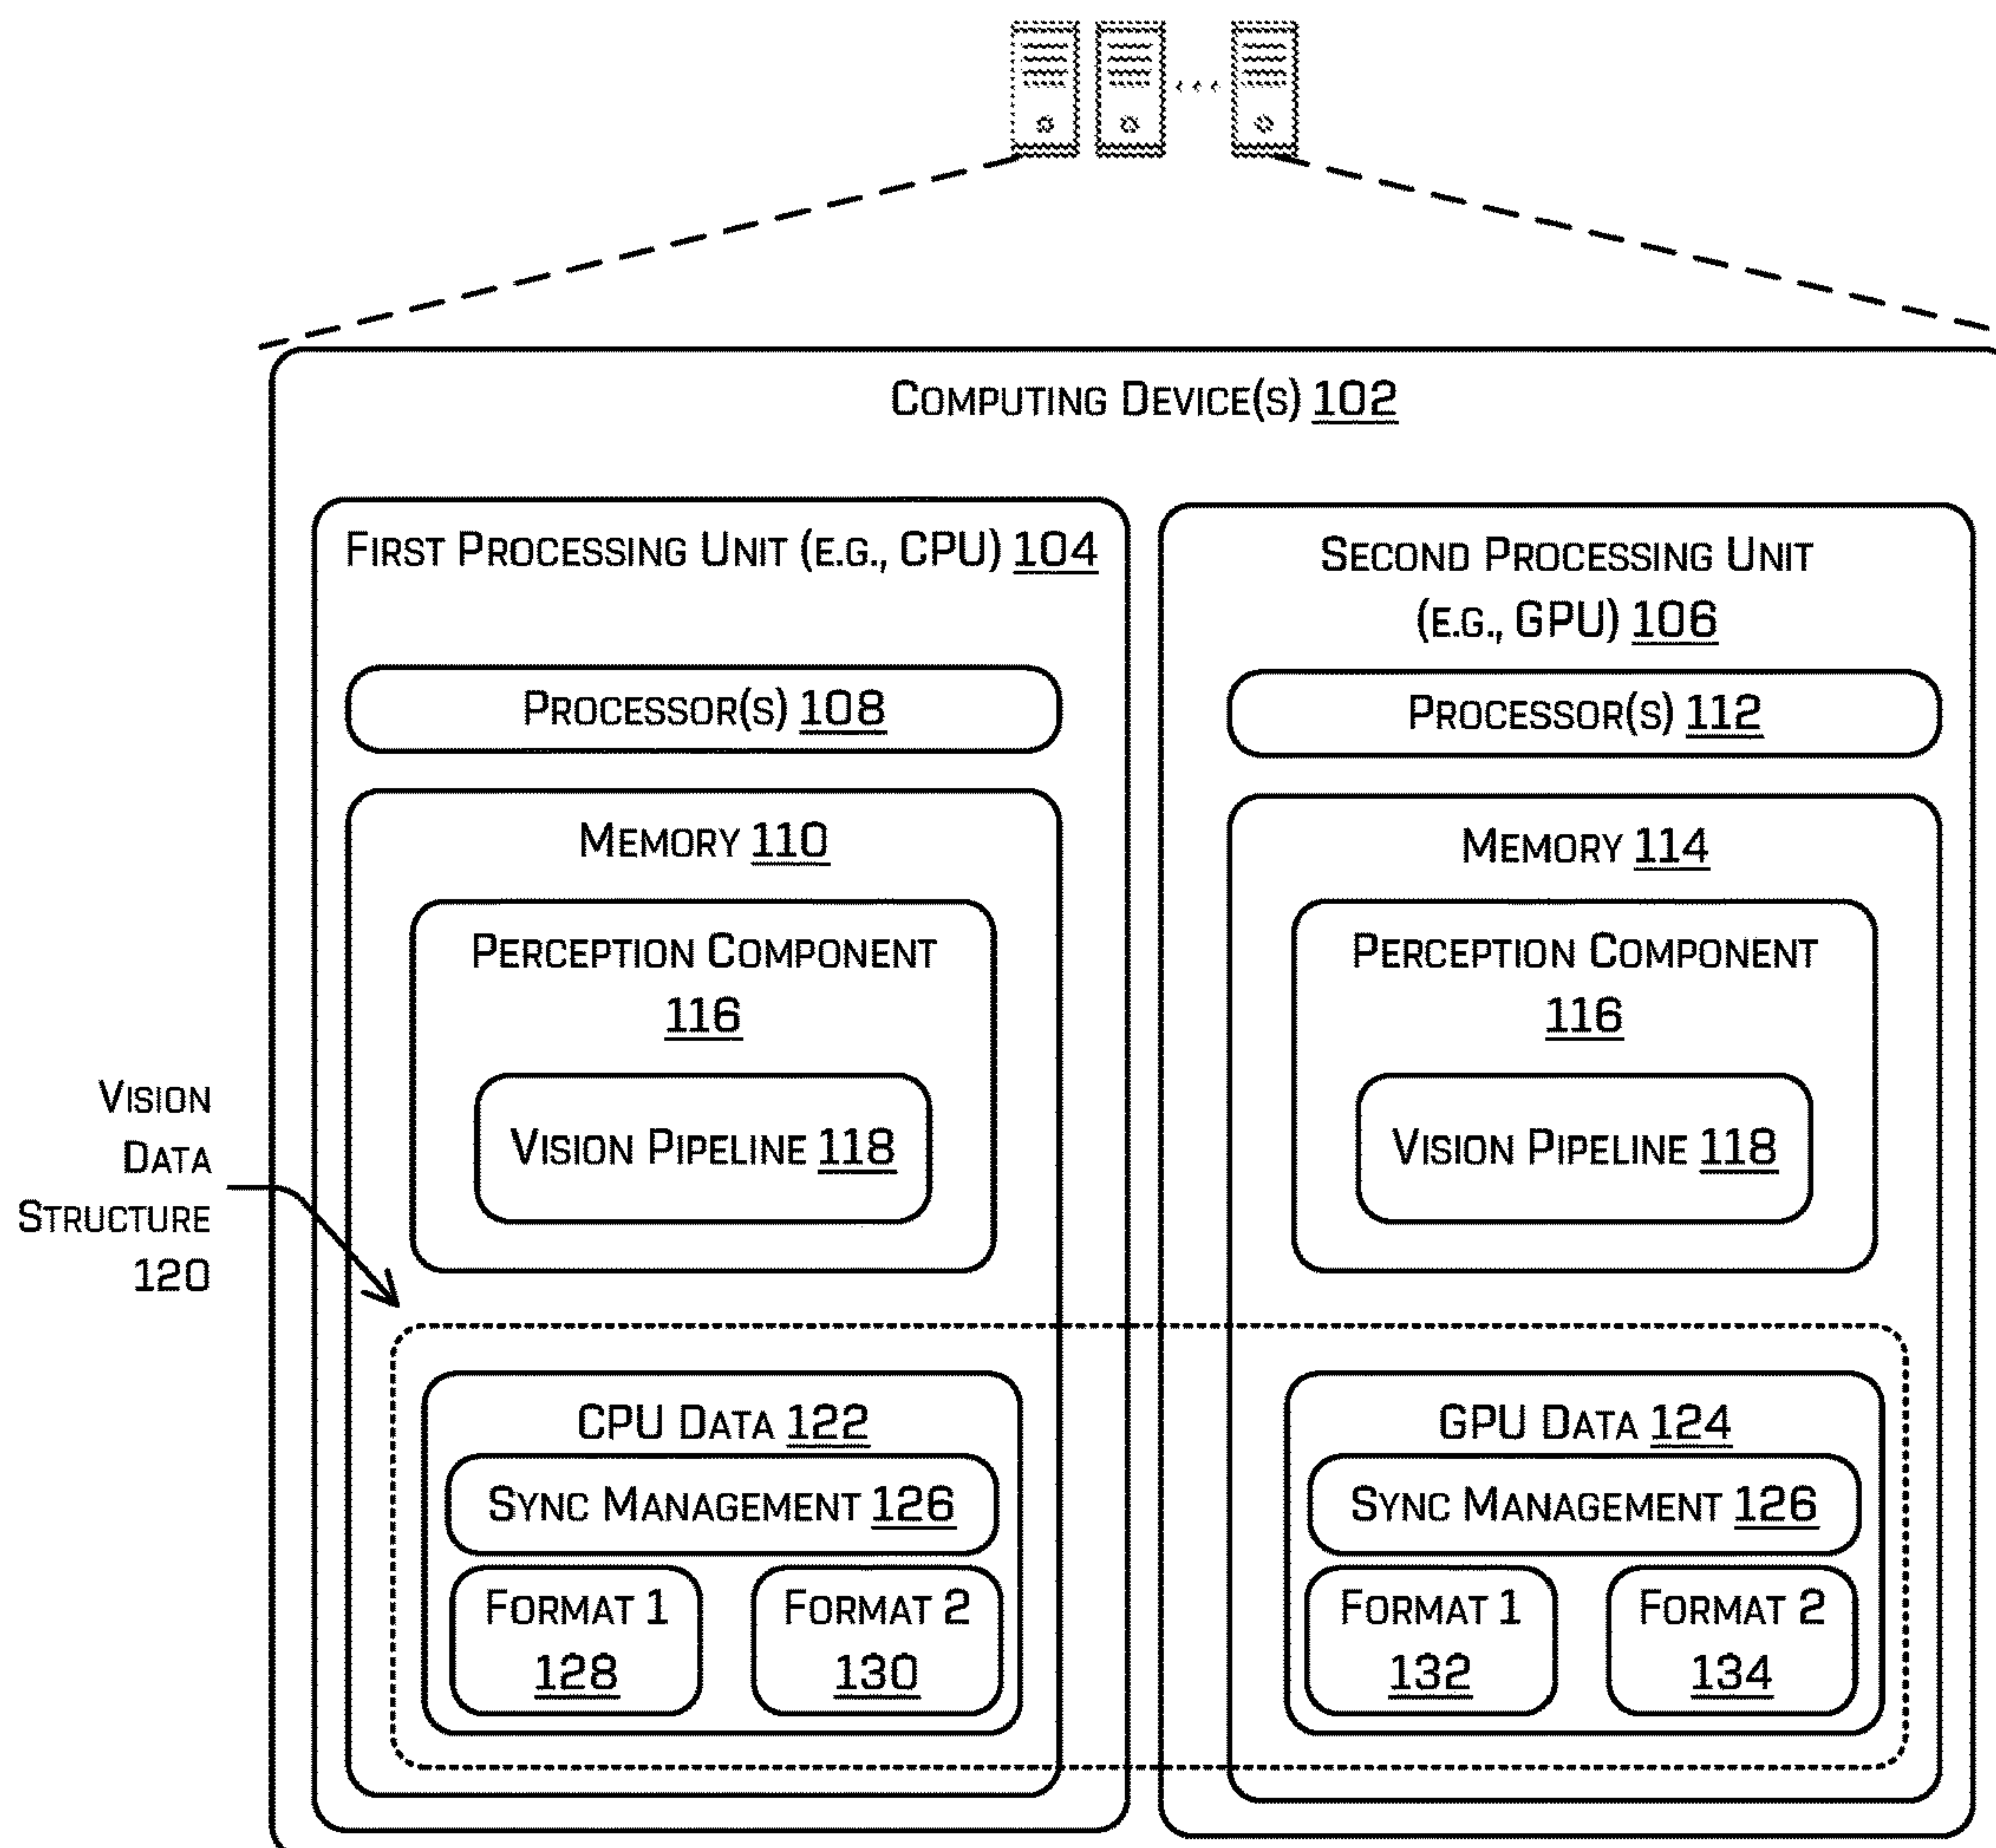 Computing Device(s) 102
First Processing Unit (e.g., CPU) 104
Processor(s) 108
Memory 110
Perception Component
116
Vision Pipeline 118
Second Processing Unit
(e.g., GPU) 106
Processor(s) 112
Memory 114
Perception Component
116
Vision Pipeline 118
Vision
Data
Structure
120
CPU Data 122
Sync Management 126
Format 1
128
Format 2
130
GPU Data 124
Sync Management 126
Format 1
132
Format 2
134